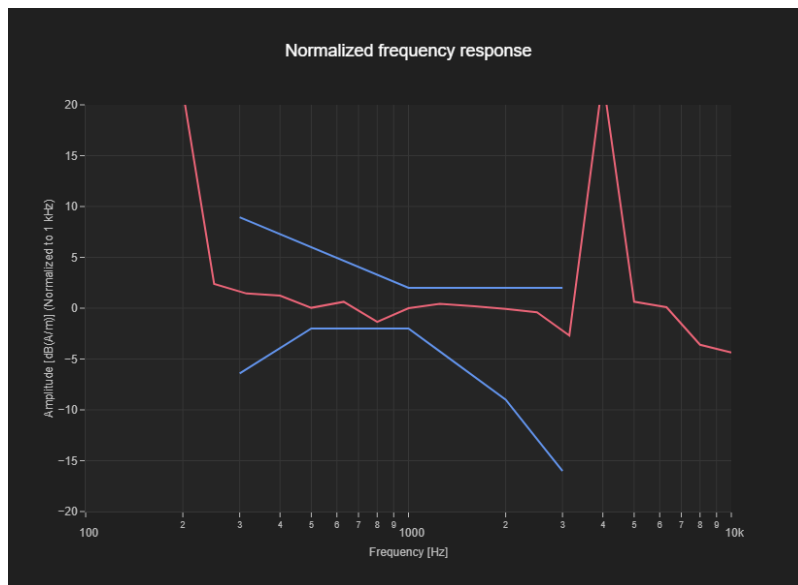 Normalized frequency response
Amplitude [dB(A/m)] (Normalized to 1 kHz)
20
15
10
5
0
−5
−10
−15
−20
100 2 3 4 5 6 7 8 9 1000 2 3 4 5 6 7 8 9 10k
Frequency [Hz]